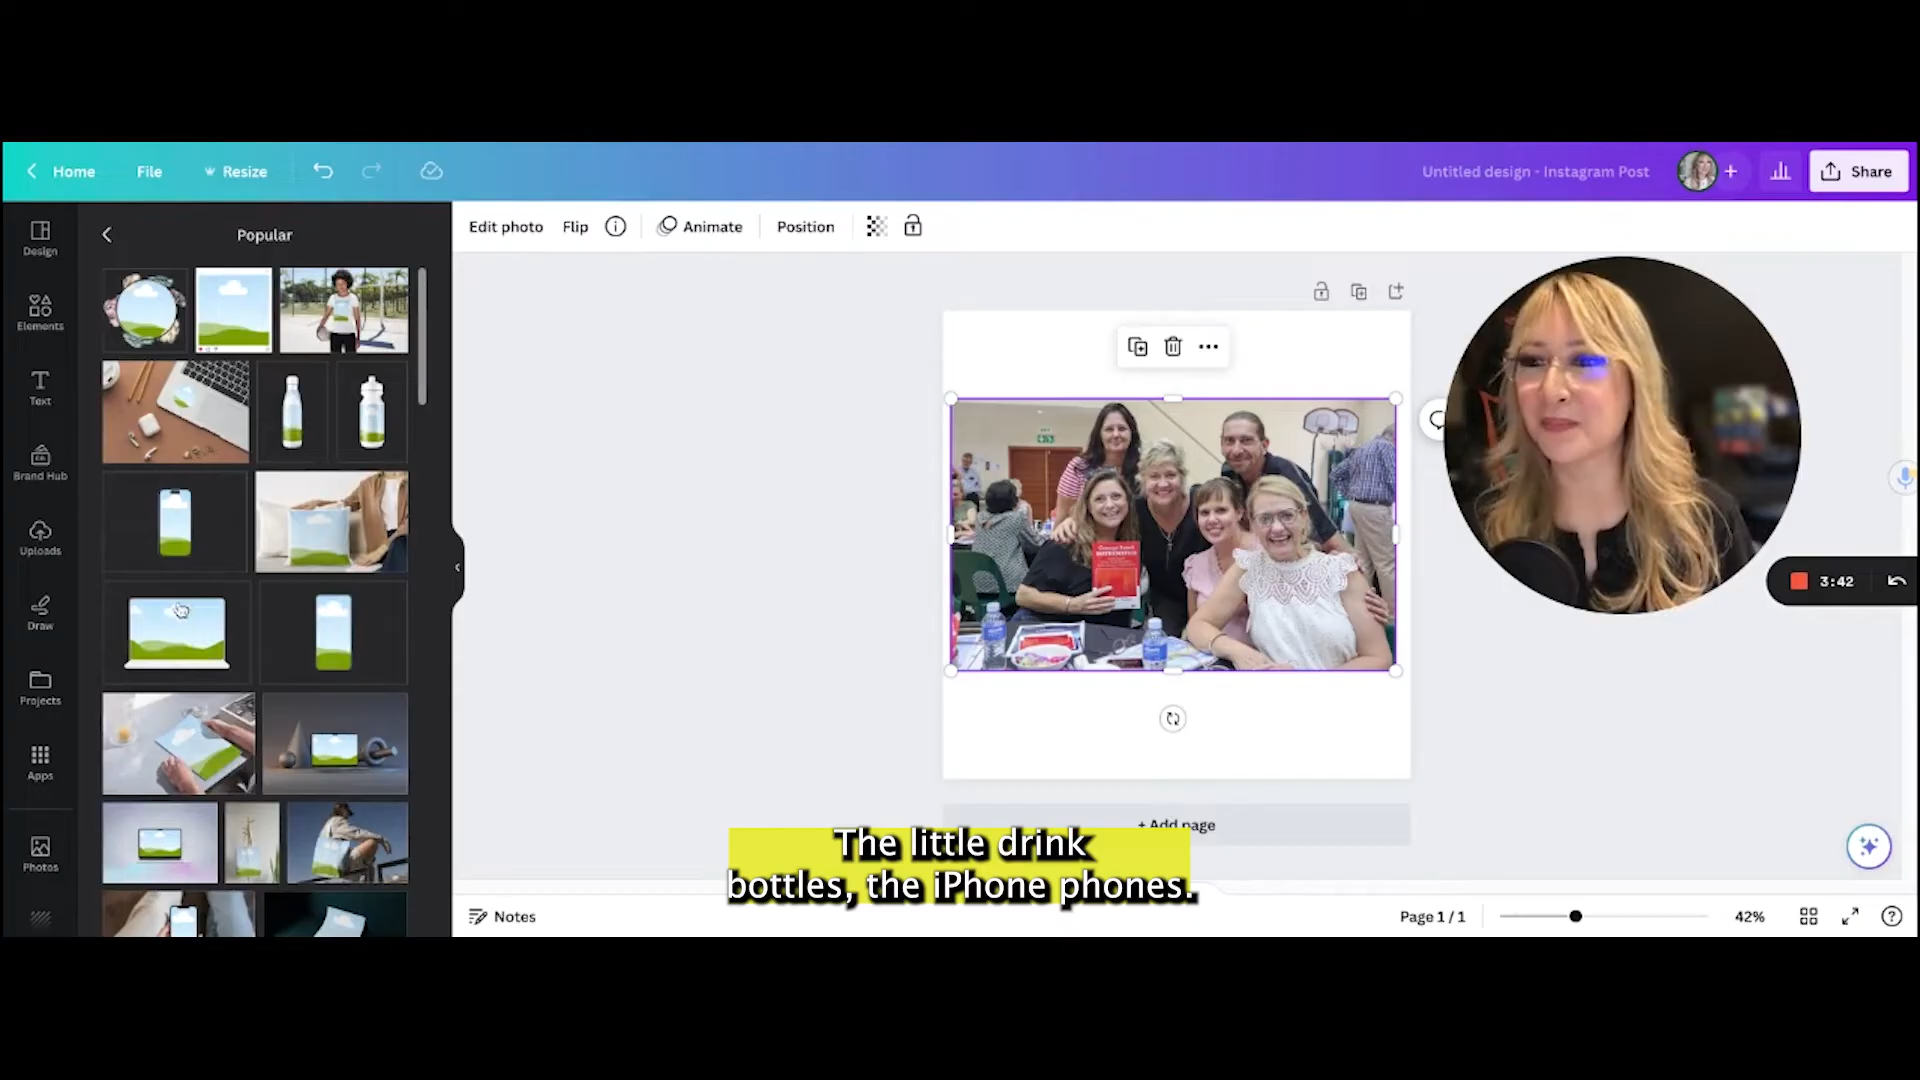 Home
File
Resize
Untitled design - Instagram Post
Share
Design
Elements
Text
Brand Hub
Uploads
Draw
Projects
Apps
Photos
Popular
Edit photo
Flip
Animate
Position
3:42
+ Add page
The little drink
bottles, the iPhone phones.
Notes
Page 1 / 1
42%